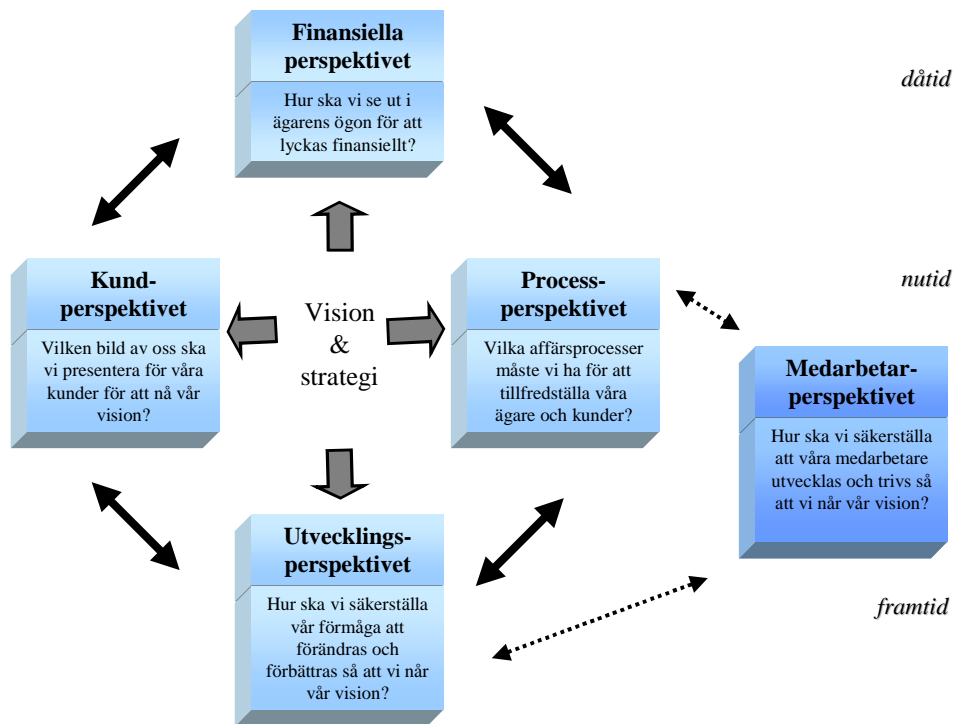 Finansiella
perspektivet
Hur ska vi se ut i
ägarens ögon för att
lyckas finansiellt?
dåtid
Kund-
perspektivet
Vilken bild av oss ska
vi presentera för våra
kunder för att nå vår
vision?
Vision
&
strategi
Process-
perspektivet
Vilka affärsprocesser
måste vi ha för att
tillfredställa våra
ägare och kunder?
nutid
Medarbetar-
perspektivet
Hur ska vi säkerställa
att våra medarbetare
utvecklas och trivs så
att vi når vår vision?
Utvecklings-
perspektivet
Hur ska vi säkerställa
vår förmåga att
förändras och
förbättras så att vi når
vår vision?
framtid